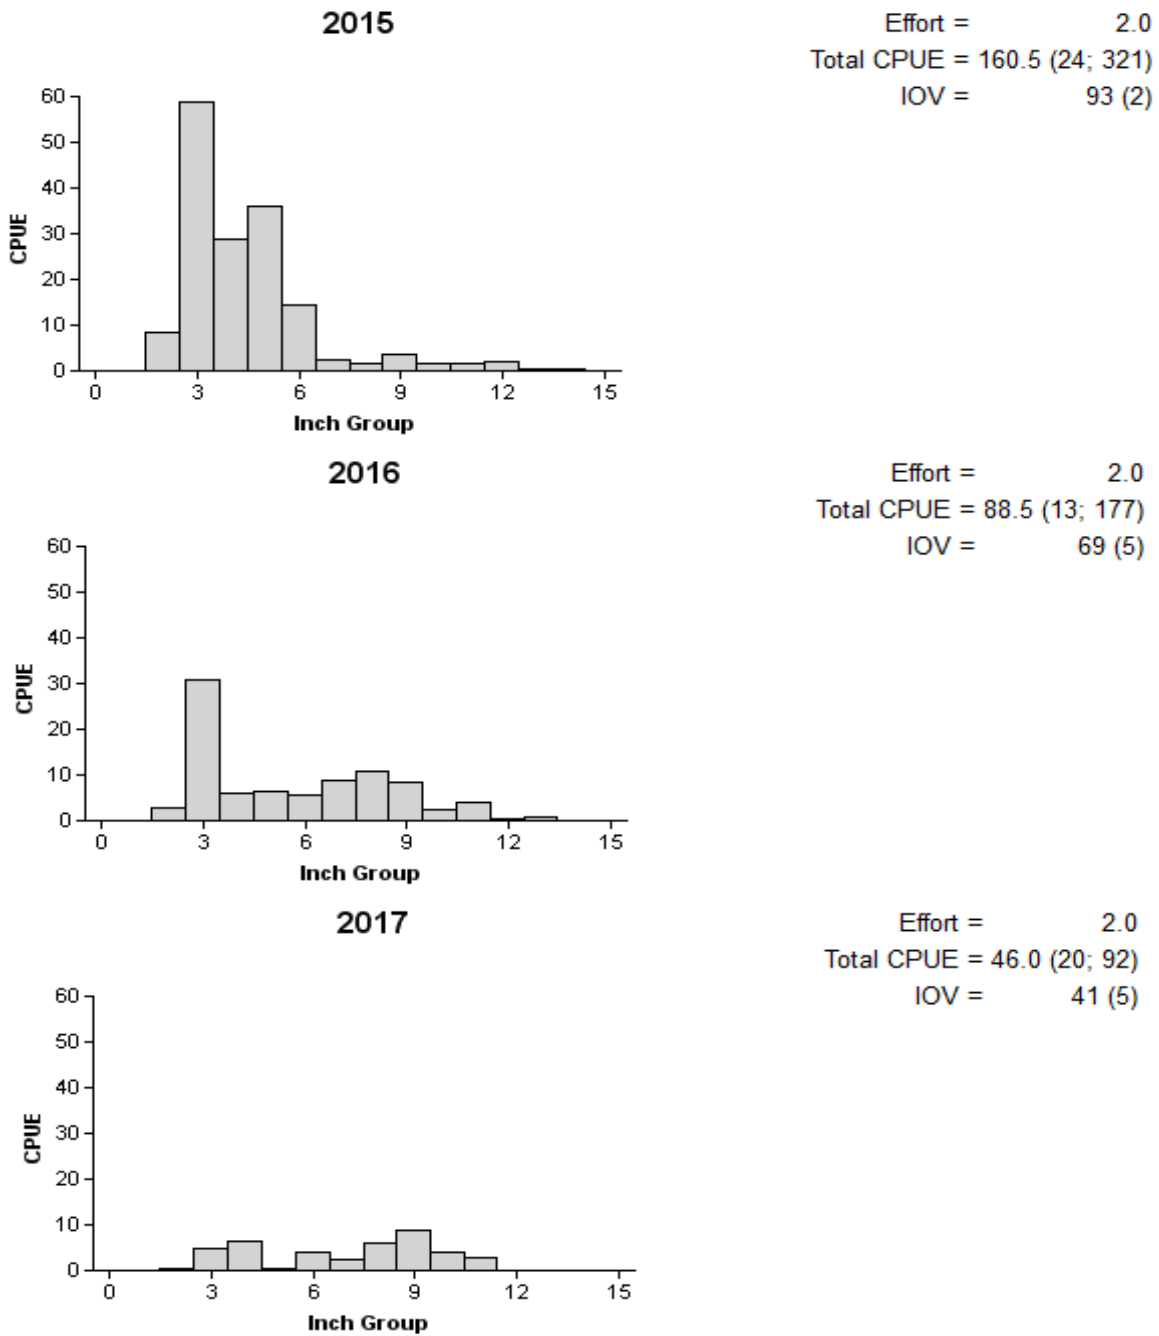 2015
Effort = 2.0
Total CPUE = 160.5 (24; 321)
IOV = 93 (2)
60
50
40
30
20
10
0
CPUE
0 3 6 9 12 15
Inch Group
2016
Effort = 2.0
Total CPUE = 88.5 (13; 177)
IOV = 69 (5)
60
50
40
30
20
10
0
CPUE
0 3 6 9 12 15
Inch Group
2017
Effort = 2.0
Total CPUE = 46.0 (20; 92)
IOV = 41 (5)
60
50
40
30
20
10
0
CPUE
0 3 6 9 12 15
Inch Group